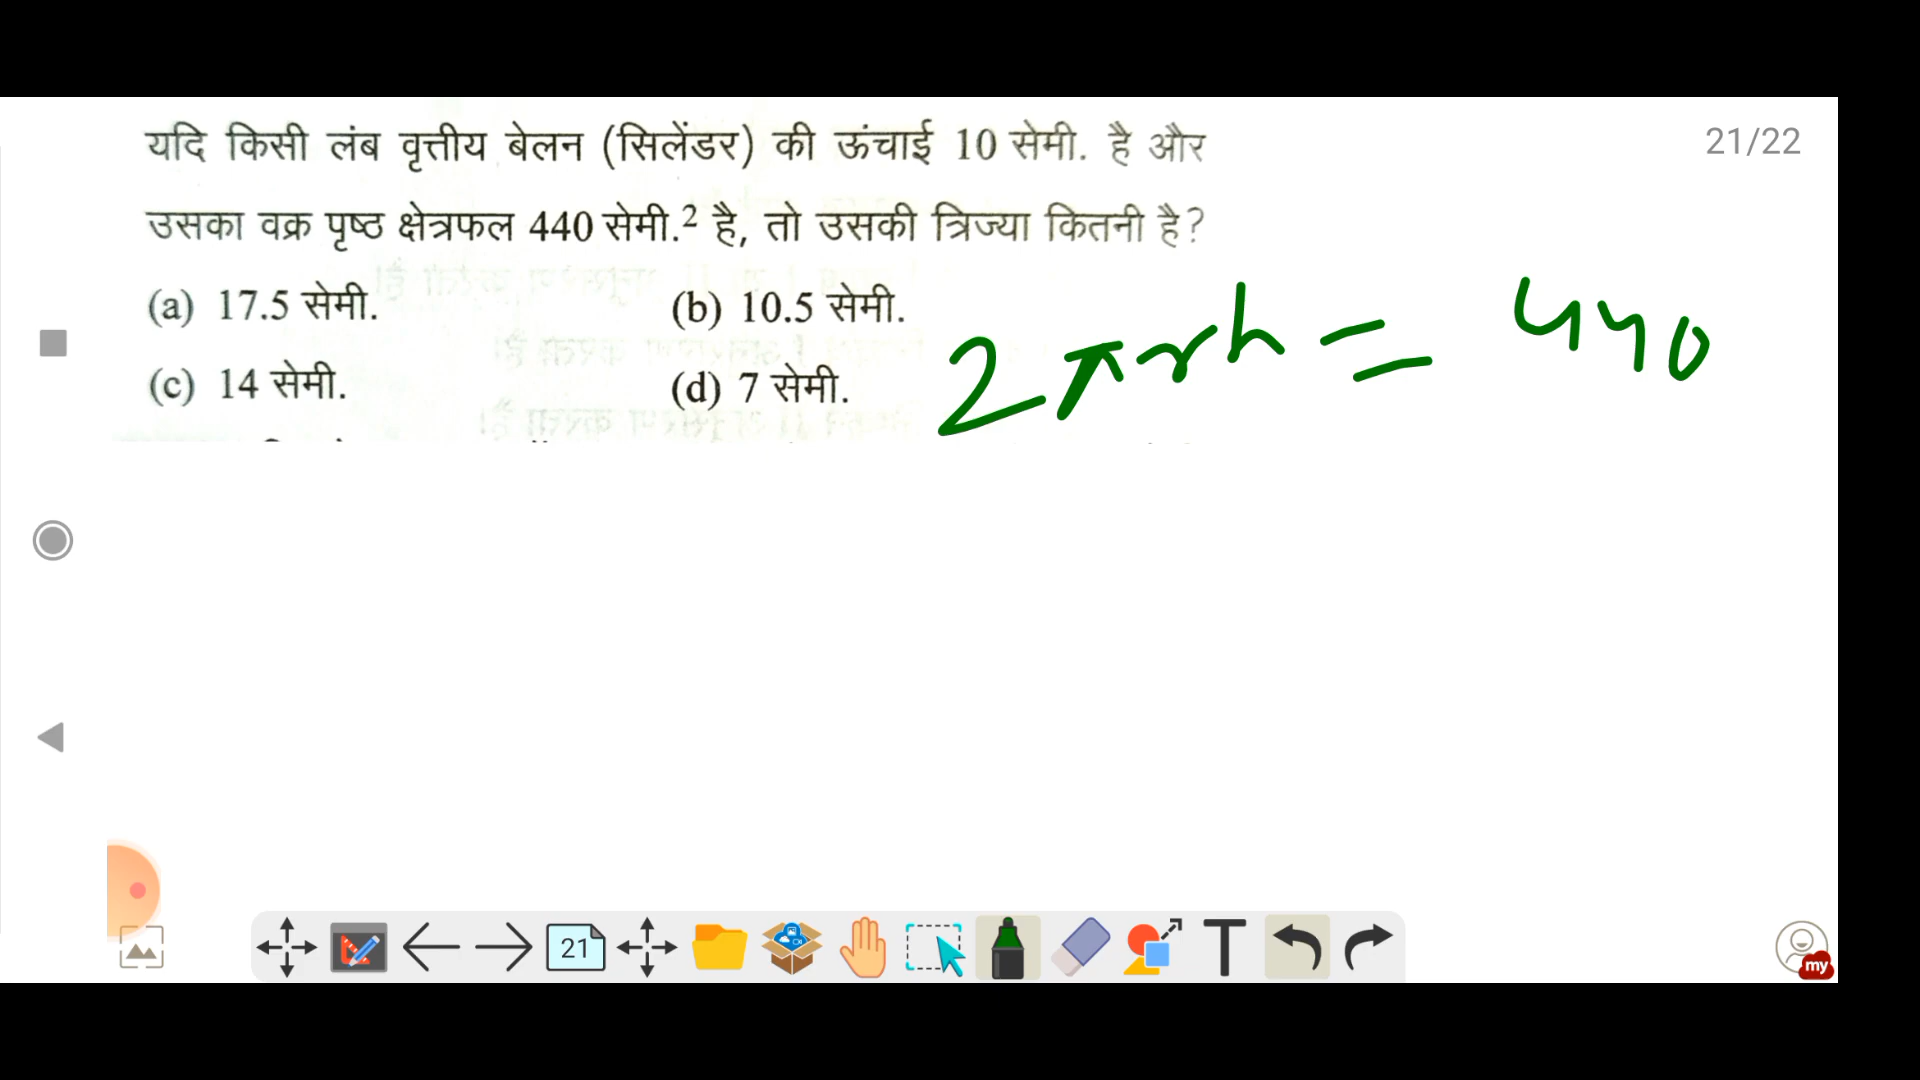 यदि किसी लंब वृत्तीय बेलन (सिलेंडर) की ऊंचाई 10 सेमी. है और
21/22
उसका वक्र पृष्ठ क्षेत्रफल 440 सेमी.² है, तो उसकी त्रिज्या कितनी है?
(a) 17.5 सेमी.
(b) 10.5 सेमी.
(c) 14 सेमी.
(d) 7 सेमी.
2πrh = 440
21
T
my